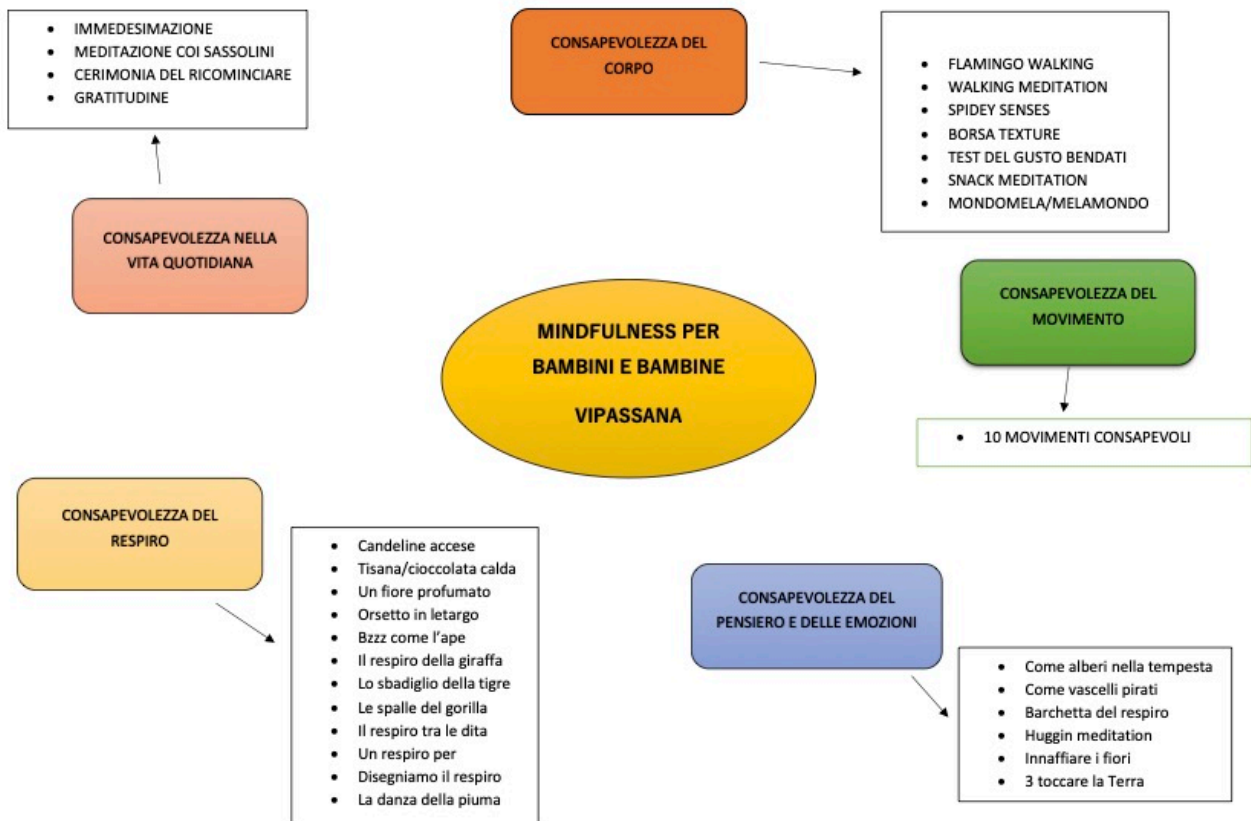 IMMEDESIMAZIONE
MEDITAZIONE COI SASSOLINI
CERIMONIA DEL RICOMINCIARE
GRATITUDINE
CONSAPEVOLEZZA DEL
CORPO
FLAMINGO WALKING
WALKING MEDITATION
SPIDEY SENSES
BORSA TEXTURE
TEST DEL GUSTO BENDATI
SNACK MEDITATION
MONDOMELA/MELAMONDO
CONSAPEVOLEZZA NELLA
VITA QUOTIDIANA
CONSAPEVOLEZZA DEL
MOVIMENTO
MINDFULNESS PER
BAMBINI E BAMBINE
VIPASSANA
10 MOVIMENTI CONSAPEVOLI
CONSAPEVOLEZZA DEL
RESPIRO
Candeline accese
Tisana/cioccolata calda
Un fiore profumato
Orsetto in letargo
Bzzz come l'ape
Il respiro della giraffa
Lo sbadiglio della tigre
Le spalle del gorilla
Il respiro tra le dita
Un respiro per
Disegniamo il respiro
La danza della piuma
CONSAPEVOLEZZA DEL
PENSIERO E DELLE EMOZIONI
Come alberi nella tempesta
Come vascelli pirati
Barchetta del respiro
Huggin meditation
Innaffiare i fiori
3 toccare la Terra